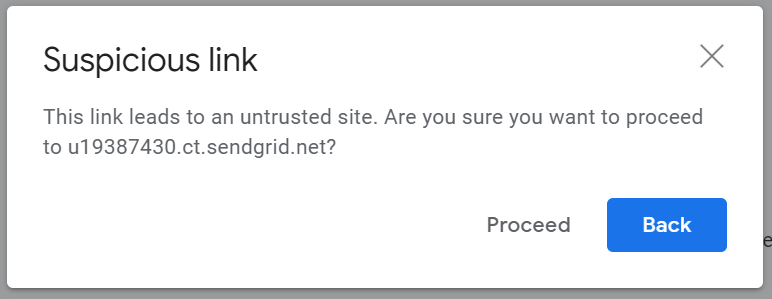 Suspicious link
This link leads to an untrusted site. Are you sure you want to proceed
to u19387430.ct.sendgrid.net?
Proceed
Back
e